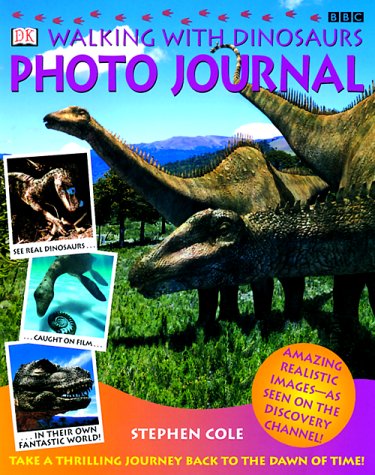 DK
WALKING WITH DINOSAURS
BBC
PHOTO JOURNAL
SEE REAL DINOSAURS . . .
. . . CAUGHT ON FILM . . .
. . . IN THEIR OWN
FANTASTIC WORLD!
AMAZING
REALISTIC
IMAGES—AS
SEEN ON THE
DISCOVERY
CHANNEL!
STEPHEN COLE
TAKE A THRILLING JOURNEY BACK TO THE DAWN OF TIME!